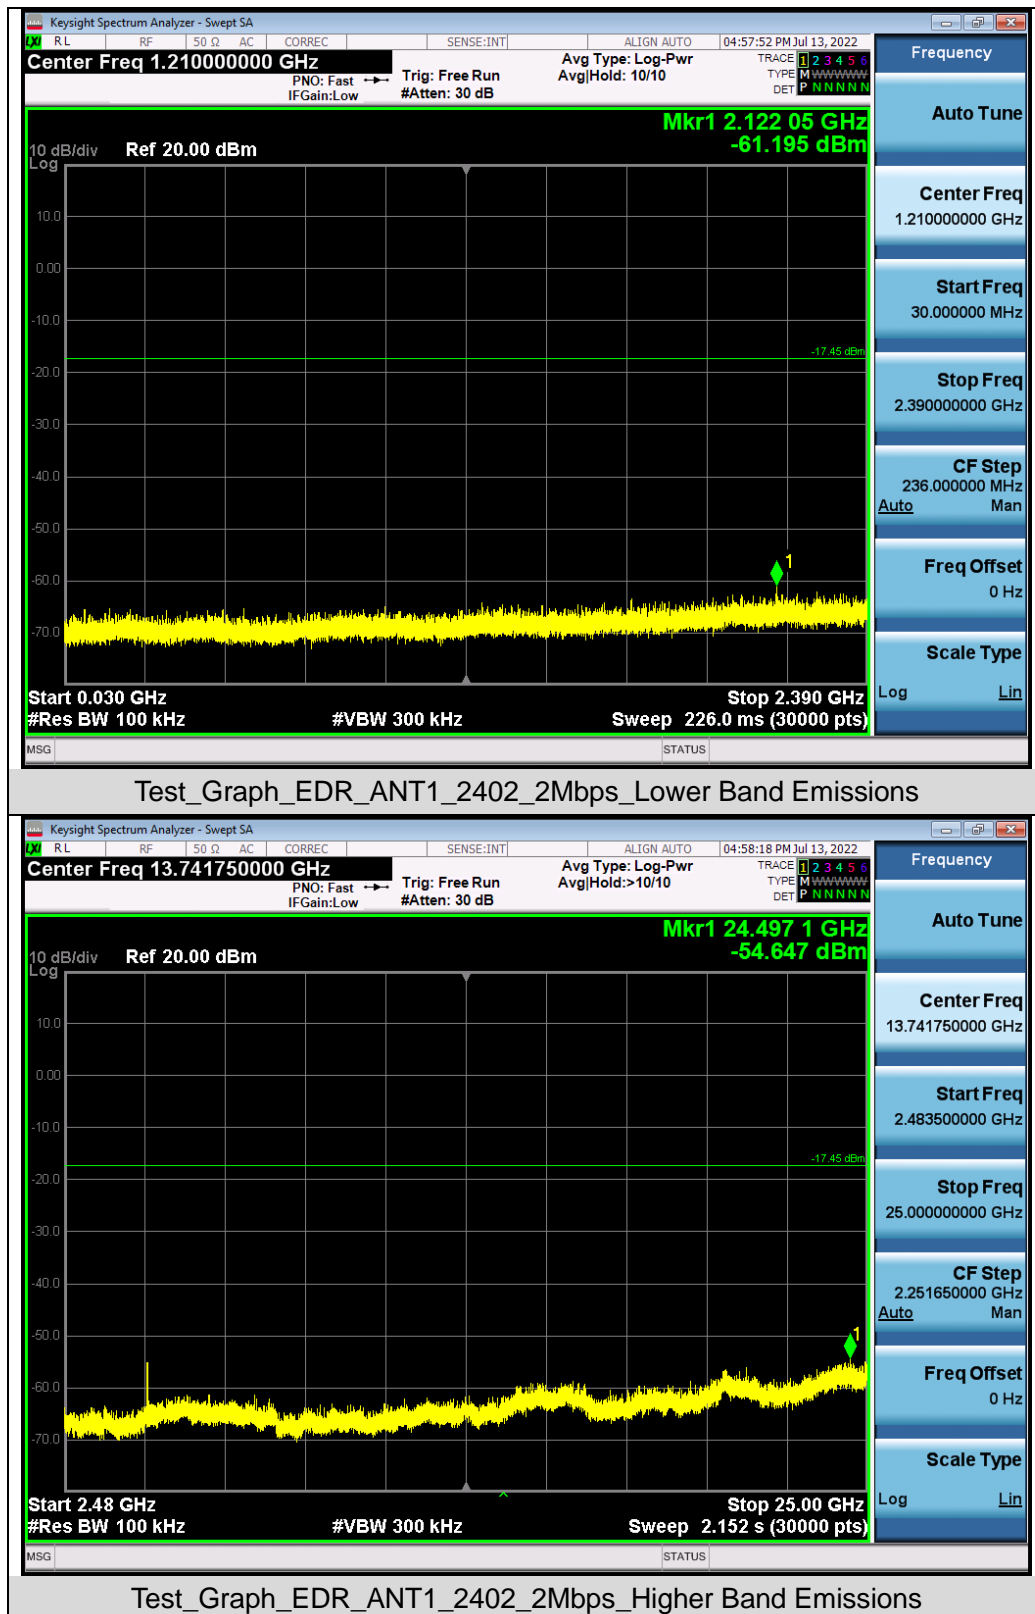 Keysight Spectrum Analyzer - Swept SA
LXI RL RF 50 Ω AC CORREC SENSE:INT ALIGN AUTO 04:57:52 PM Jul 13, 2022
Center Freq 1.210000000 GHz
PNO: Fast
IFGain:Low
Trig: Free Run
#Atten: 30 dB
Avg Type: Log-Pwr
Avg|Hold: 10/10
TRACE 1 2 3 4 5 6
TYPE M WWWWW
DET P N N N N N
Mkr1 2.122 05 GHz
-61.195 dBm
10 dB/div
Log
Ref 20.00 dBm
10.0
0.00
-10.0
-17.45 dBm
-20.0
-30.0
-40.0
-50.0
1
-60.0
-70.0
Start 0.030 GHz
Stop 2.390 GHz
#Res BW 100 kHz
#VBW 300 kHz
Sweep 226.0 ms (30000 pts)
MSG
STATUS
Frequency
Auto Tune
Center Freq
1.210000000 GHz
Start Freq
30.000000 MHz
Stop Freq
2.390000000 GHz
CF Step
236.000000 MHz
Auto Man
Freq Offset
0 Hz
Scale Type
Log Lin
Test_Graph_EDR_ANT1_2402_2Mbps_Lower Band Emissions
Keysight Spectrum Analyzer - Swept SA
LXI RL RF 50 Ω AC CORREC SENSE:INT ALIGN AUTO 04:58:18 PM Jul 13, 2022
Center Freq 13.741750000 GHz
PNO: Fast
IFGain:Low
Trig: Free Run
#Atten: 30 dB
Avg Type: Log-Pwr
Avg|Hold:>10/10
TRACE 1 2 3 4 5 6
TYPE M WWWWW
DET P N N N N N
Mkr1 24.497 1 GHz
-54.647 dBm
10 dB/div
Log
Ref 20.00 dBm
10.0
0.00
-10.0
-17.45 dBm
-20.0
-30.0
-40.0
-50.0
1
-60.0
-70.0
Start 2.48 GHz
Stop 25.00 GHz
#Res BW 100 kHz
#VBW 300 kHz
Sweep 2.152 s (30000 pts)
MSG
STATUS
Frequency
Auto Tune
Center Freq
13.741750000 GHz
Start Freq
2.483500000 GHz
Stop Freq
25.000000000 GHz
CF Step
2.251650000 GHz
Auto Man
Freq Offset
0 Hz
Scale Type
Log Lin
Test_Graph_EDR_ANT1_2402_2Mbps_Higher Band Emissions